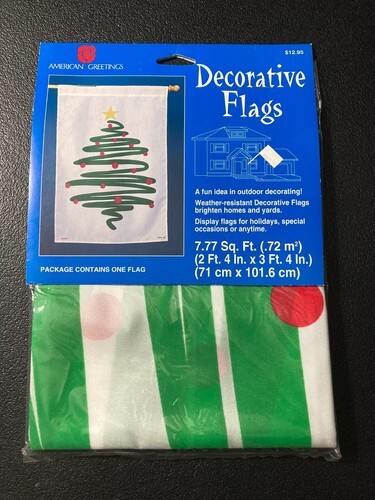 $12.95
AMERICAN GREETINGS
Decorative
Flags
A fun idea in outdoor decorating!
Weather-resistant Decorative Flags
brighten homes and yards.
Display flags for holidays, special
occasions or anytime.
7.77 Sq. Ft. (.72 m²)
(2 Ft. 4 In. x 3 Ft. 4 In.)
(71 cm x 101.6 cm)
PACKAGE CONTAINS ONE FLAG